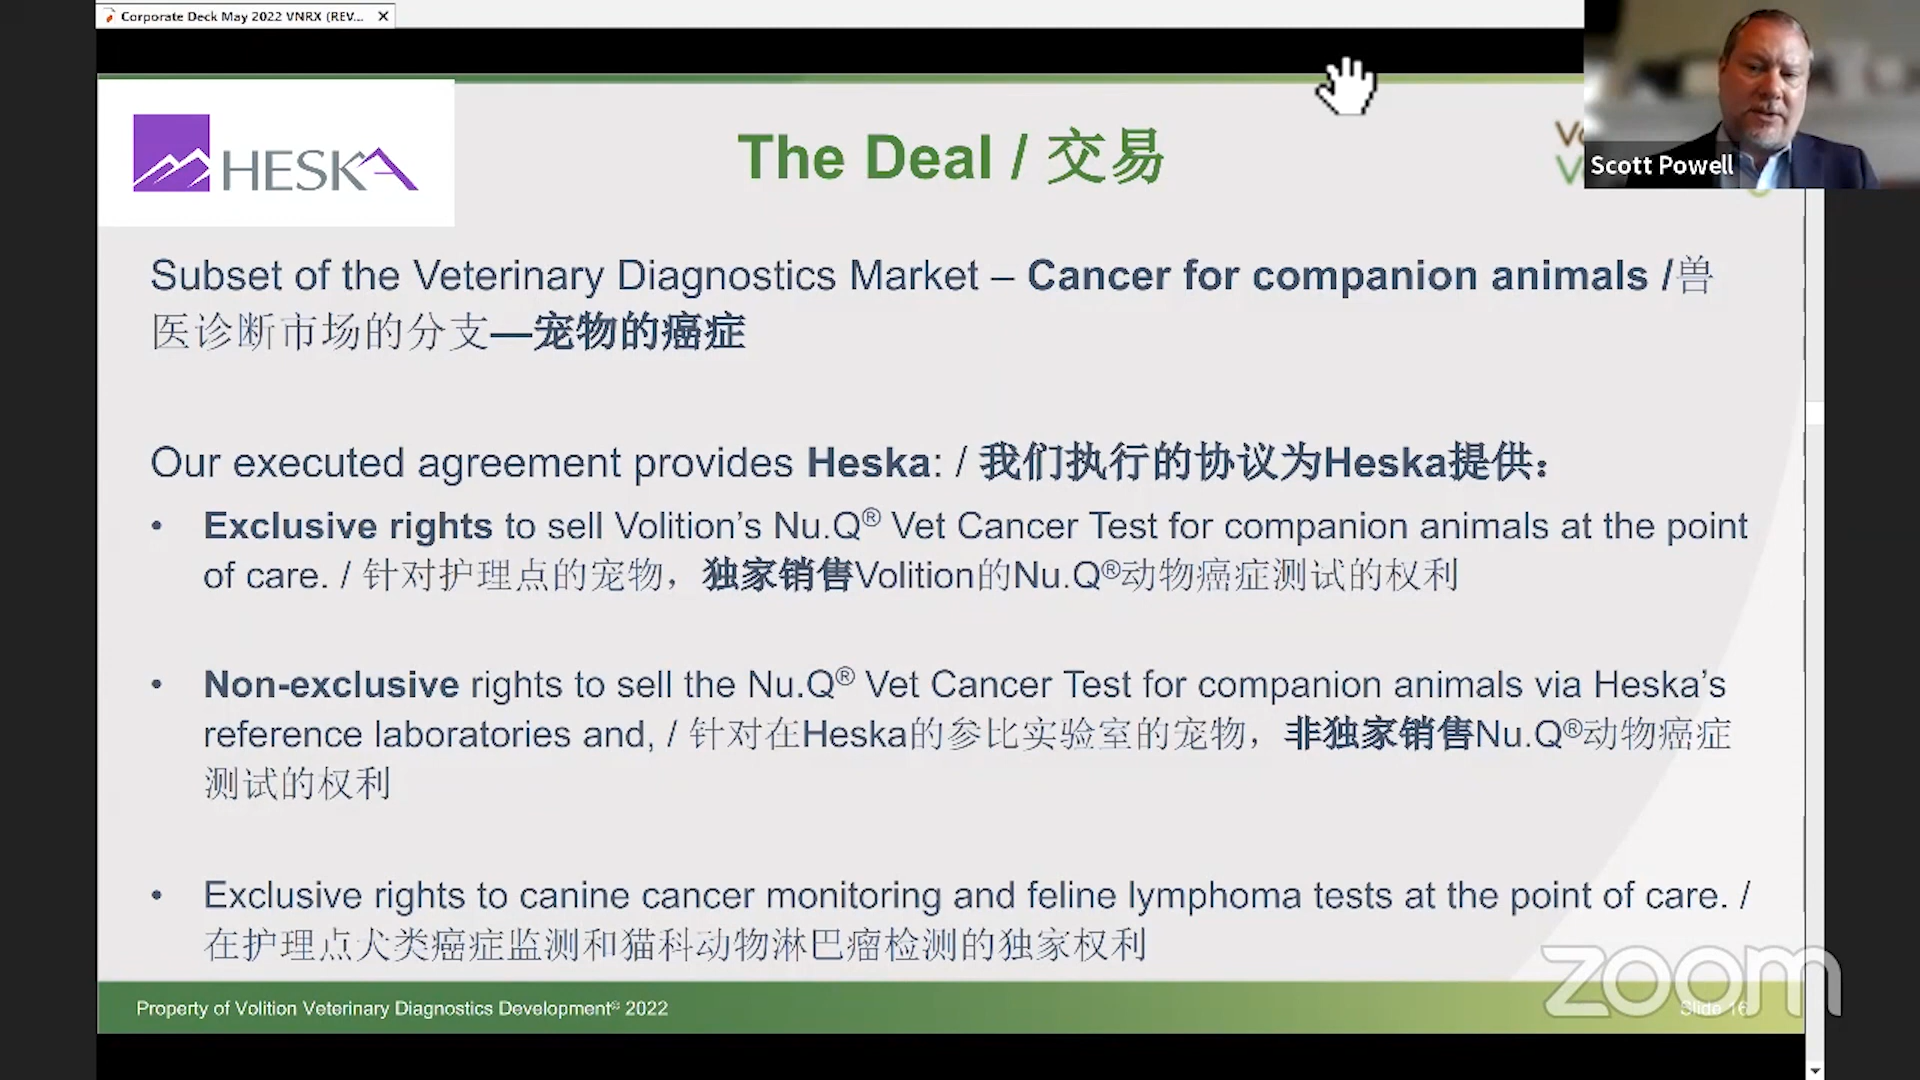 Corporate Deck May 2022 VNRX (REV...
HESKA
The Deal / 交易
Scott Powell
Subset of the Veterinary Diagnostics Market – Cancer for companion animals /兽
医诊断市场的分支—宠物的癌症
Our executed agreement provides Heska: / 我们执行的协议为Heska提供：
• Exclusive rights to sell Volition’s Nu.Q® Vet Cancer Test for companion animals at the point
of care. / 针对护理点的宠物，独家销售Volition的Nu.Q®动物癌症测试的权利
• Non-exclusive rights to sell the Nu.Q® Vet Cancer Test for companion animals via Heska’s
reference laboratories and, / 针对在Heska的参比实验室的宠物，非独家销售Nu.Q®动物癌症
测试的权利
• Exclusive rights to canine cancer monitoring and feline lymphoma tests at the point of care. /
在护理点犬类癌症监测和猫科动物淋巴瘤检测的独家权利
Property of Volition Veterinary Diagnostics Development© 2022
Slide 16
zoom